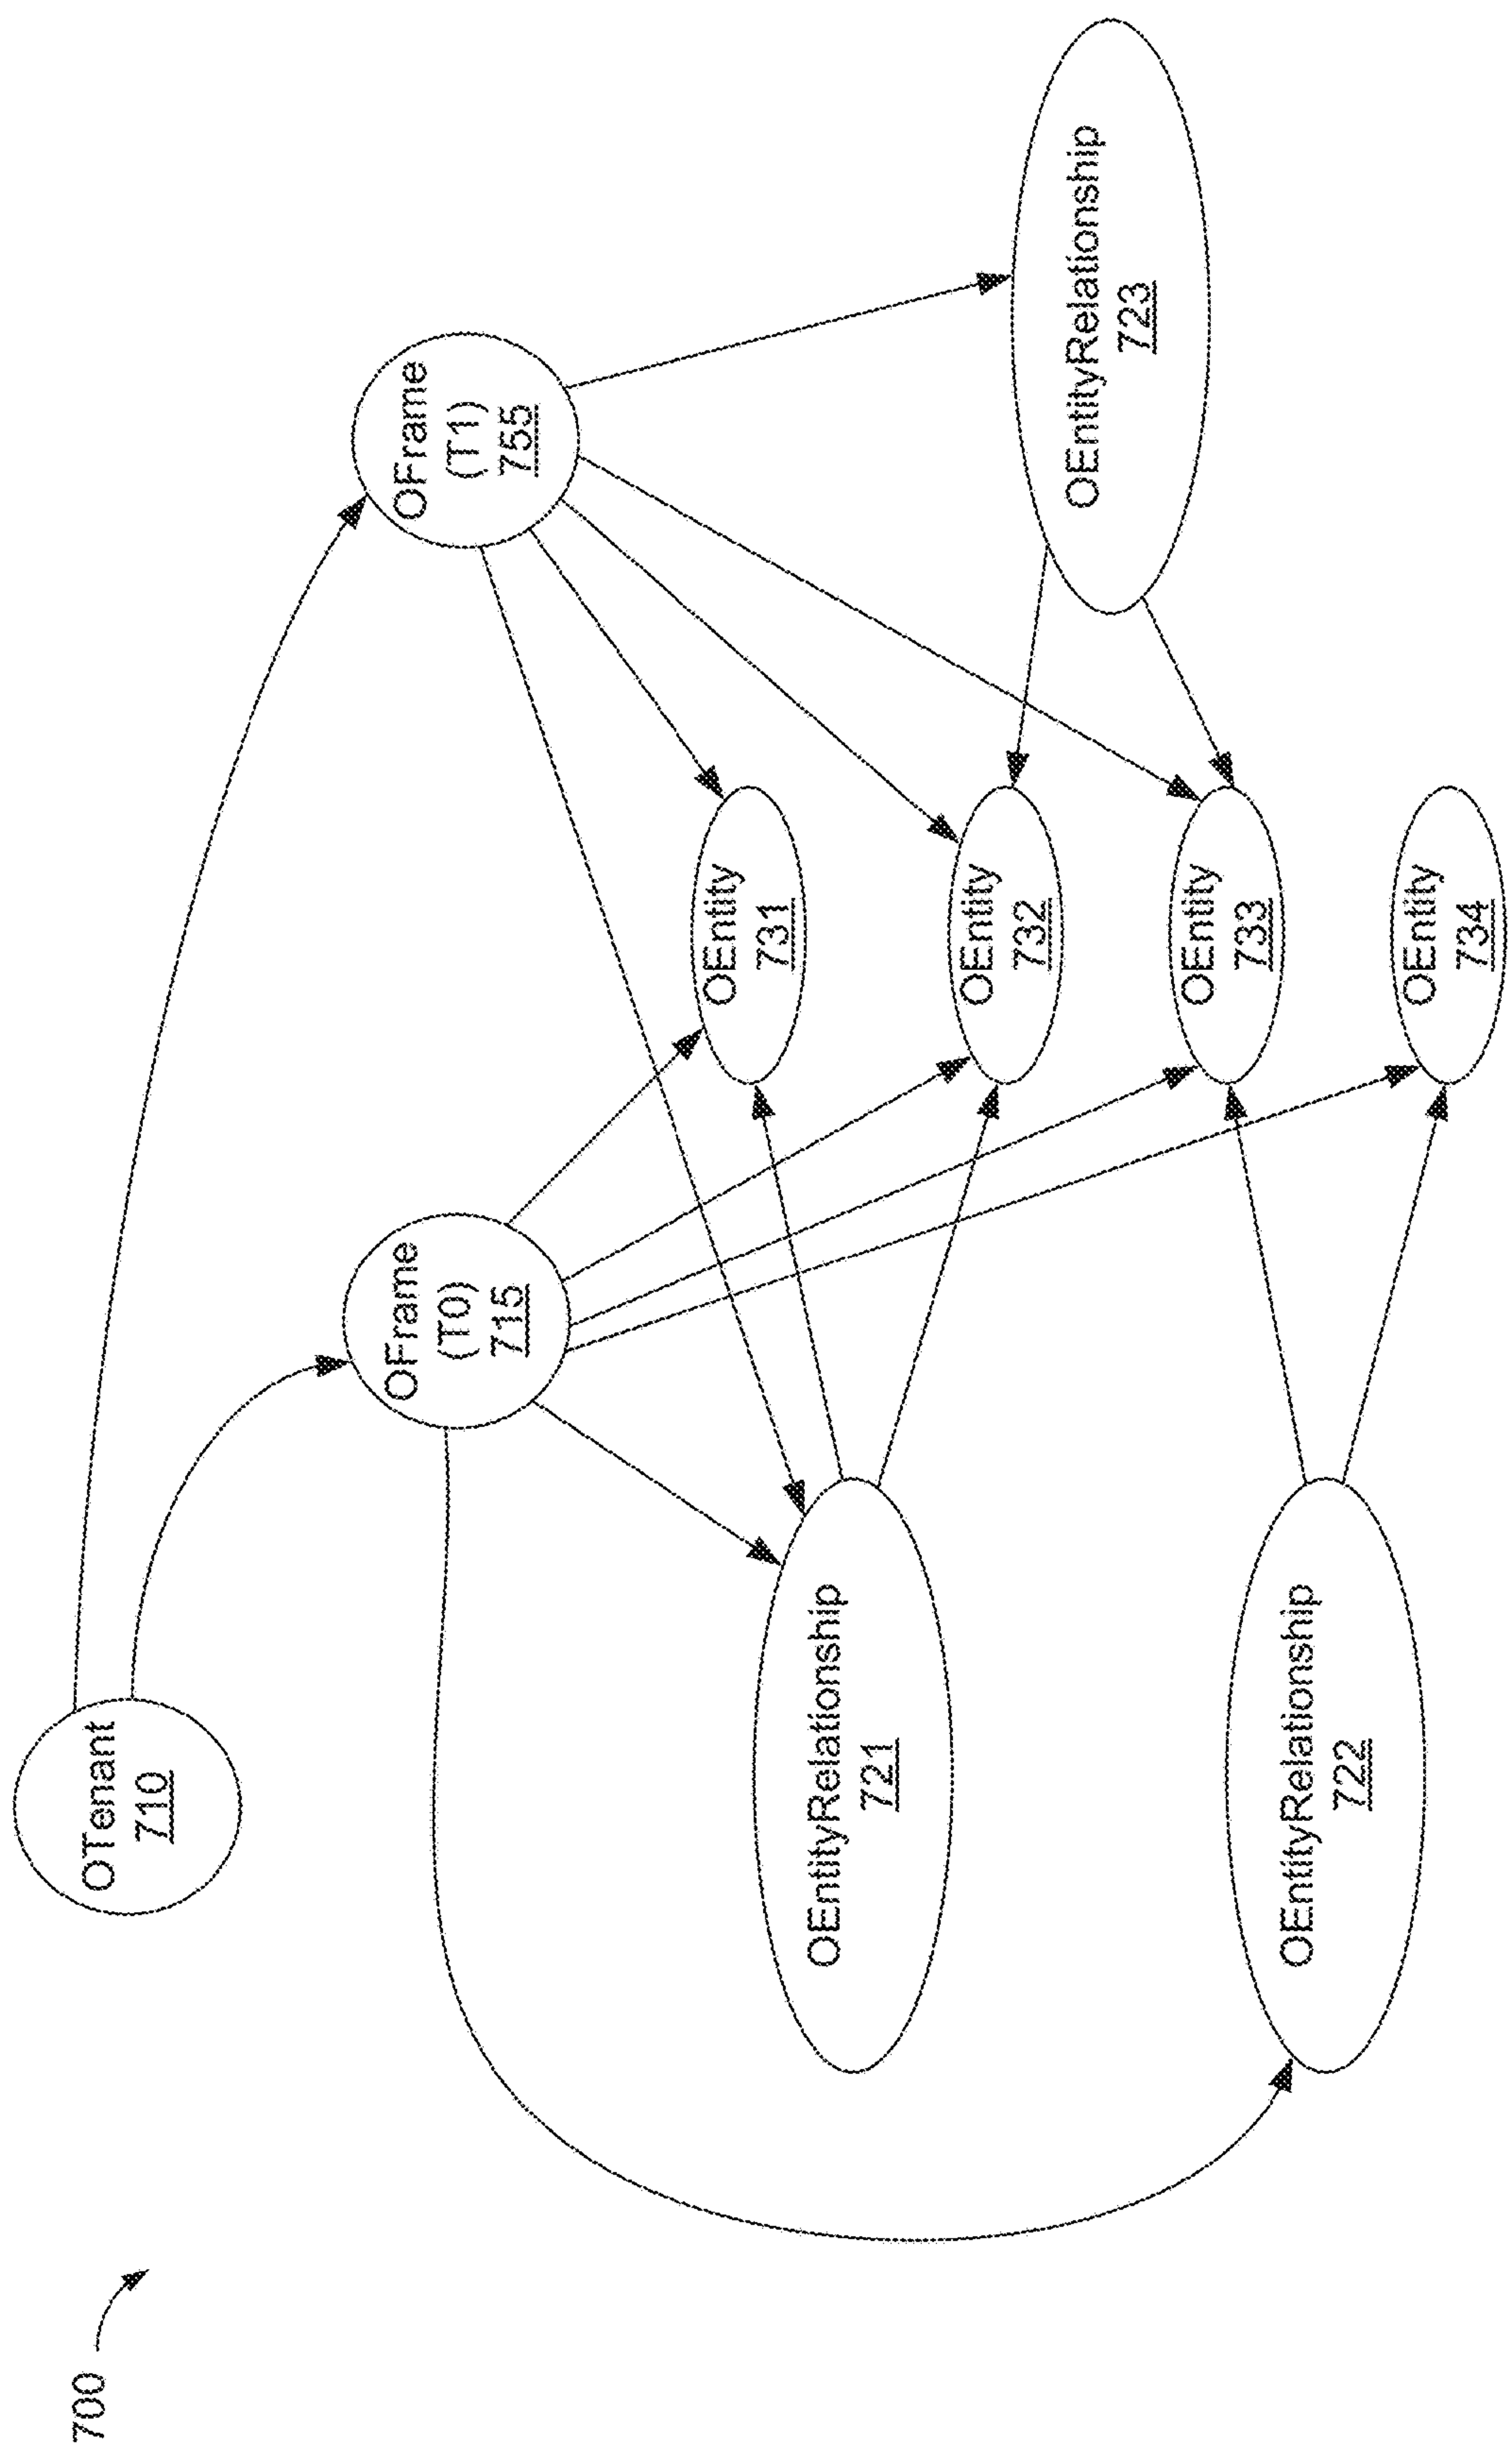 700
OTenant
710
OFrame
(T0)
715
OFrame
(T1)
755
OEntityRelationship
721
OEntity
731
OEntity
732
OEntityRelationship
723
OEntityRelationship
722
OEntity
733
OEntity
734